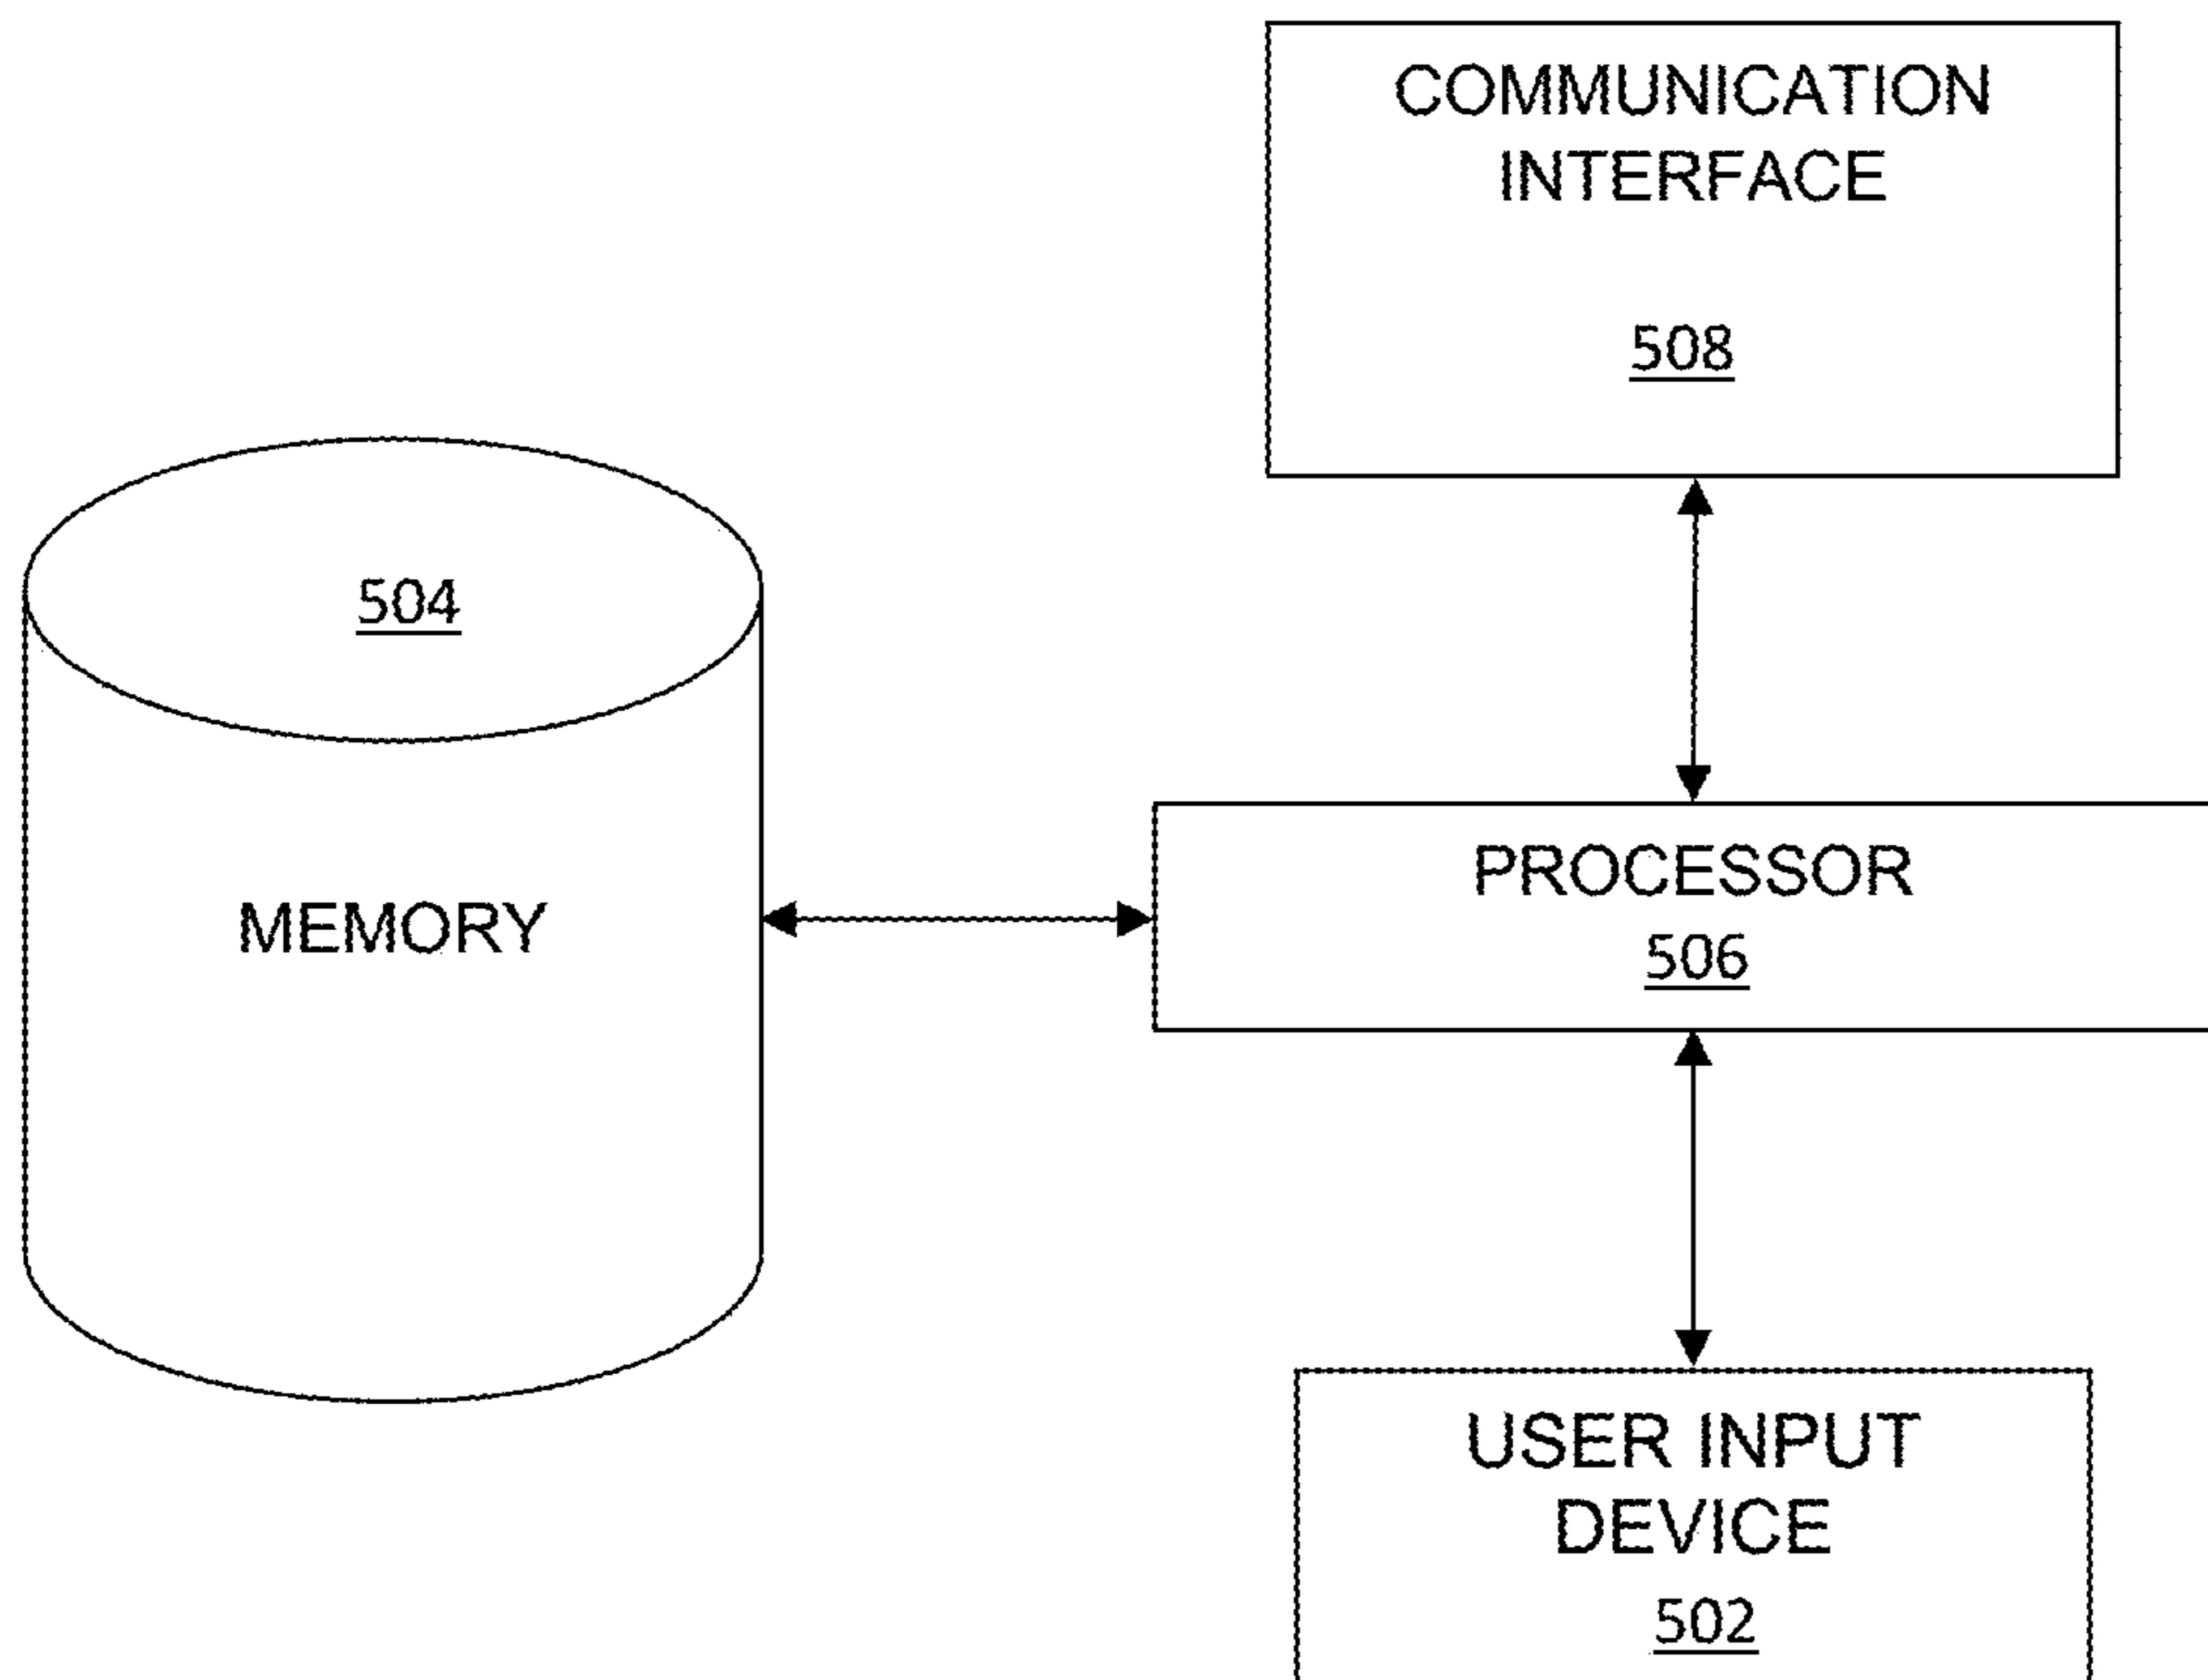 COMMUNICATION
INTERFACE
508
504
MEMORY
PROCESSOR
506
USER INPUT
DEVICE
502